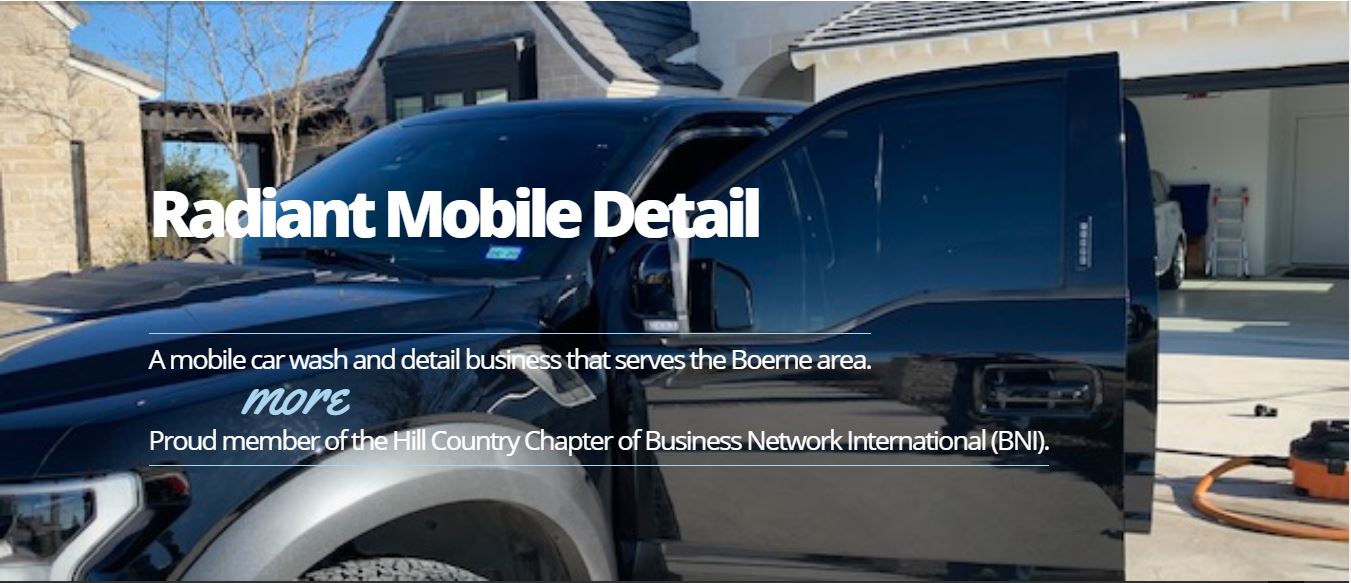 Radiant Mobile Detail
A mobile car wash and detail business that serves the Boerne area.
more
Proud member of the Hill Country Chapter of Business Network International (BNI).